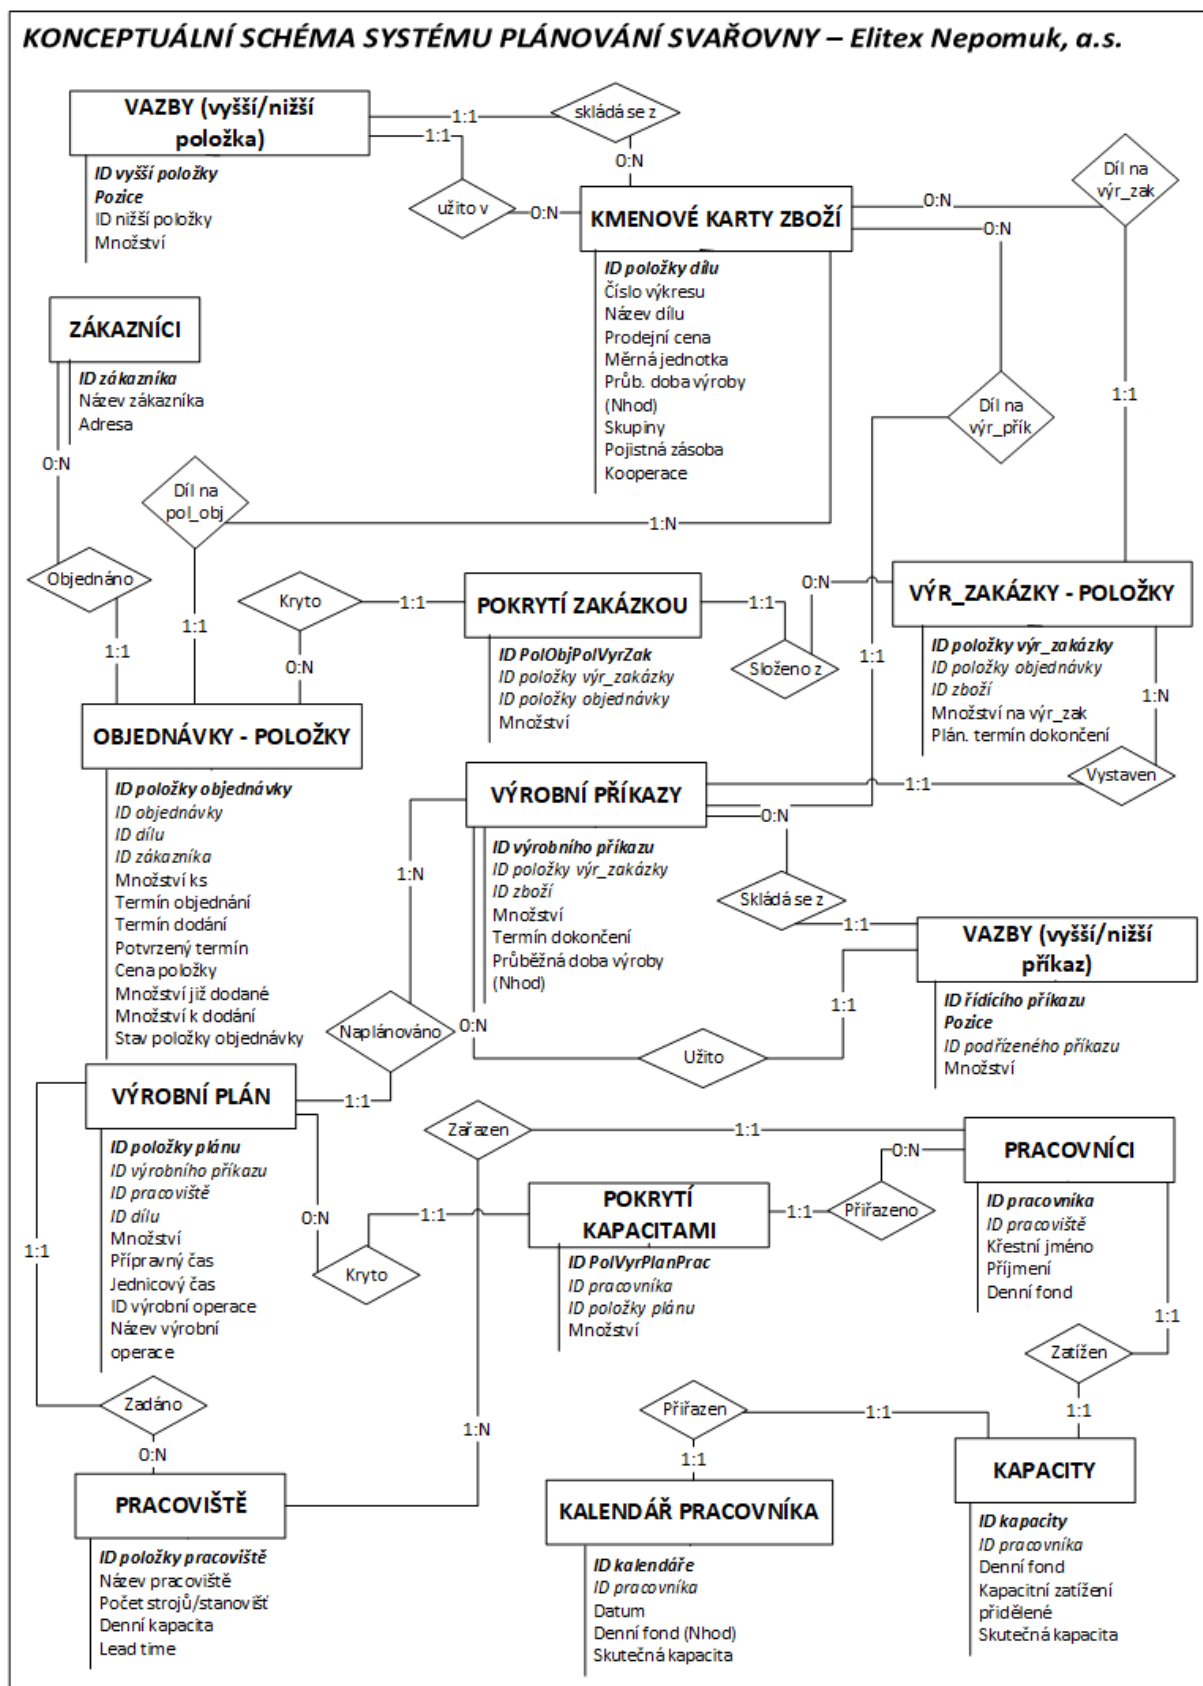 KONCEPTUÁLNÍ SCHÉMA SYSTÉMU PLÁNOVÁNÍ SVAŘOVNY – Elitex Nepomuk, a.s.
VAZBY (vyšší/nižší
položka)
ID vyšší položky
Pozice
ID nižší položky
Množství
1:1
1:1
skládá se z
0:N
užito v
0:N
KMENOVÉ KARTY ZBOŽÍ
ID položky dílu
Číslo výkresu
Název dílu
Prodejní cena
Měrná jednotka
Průb. doba výroby
(Nhod)
Skupiny
Pojistná zásoba
Kooperace
0:N
0:N
Díl na
výr_zak
1:1
Díl na
výr_přík
1:1
ZÁKAZNÍCI
ID zákazníka
Název zákazníka
Adresa
0:N
Objednáno
1:1
Díl na
pol_obj
1:N
1:1
Kryto
1:1
0:N
POKRYTÍ ZAKÁZKOU
ID PolObjPolVyrZak
ID položky výr_zakázky
ID položky objednávky
Množství
1:1
Složeno z
0:N
VÝR_ZAKÁZKY - POLOŽKY
ID položky výr_zakázky
ID položky objednávky
ID zboží
Množství na výr_zak
Plán. termín dokončení
1:N
Vystaven
1:1
OBJEDNÁVKY - POLOŽKY
ID položky objednávky
ID objednávky
ID dílu
ID zákazníka
Množství ks
Termín objednání
Termín dodání
Potvrzený termín
Cena položky
Množství již dodané
Množství k dodání
Stav položky objednávky
VÝROBNÍ PŘÍKAZY
ID výrobního příkazu
ID položky výr_zakázky
ID zboží
Množství
Termín dokončení
Průběžná doba výroby
(Nhod)
0:N
Skládá se z
1:1
VAZBY (vyšší/nižší
příkaz)
ID řídícího příkazu
Pozice
ID podřízeného příkazu
Množství
1:1
Užito
0:N
1:N
Naplánováno
1:1
VÝROBNÍ PLÁN
ID položky plánu
ID výrobního příkazu
ID pracoviště
ID dílu
Množství
Přípravný čas
Jednicový čas
ID výrobní operace
Název výrobní
operace
1:1
Zadáno
0:N
0:N
Kryto
1:1
POKRYTÍ
KAPACITAMI
ID PolVyrPlanPrac
ID pracovníka
ID položky plánu
Množství
1:1
Přiřazeno
0:N
Zařazen
1:1
1:N
PRACOVNÍCI
ID pracovníka
ID pracoviště
Křestní jméno
Příjmení
Denní fond
1:1
Zatížen
1:1
PRACOVIŠTĚ
ID položky pracoviště
Název pracoviště
Počet strojů/stanovišť
Denní kapacita
Lead time
Přiřazen
1:1
1:1
KALENDÁŘ PRACOVNÍKA
ID kalendáře
ID pracovníka
Datum
Denní fond (Nhod)
Skutečná kapacita
KAPACITY
ID kapacity
ID pracovníka
Denní fond
Kapacitní zatížení
přidělené
Skutečná kapacita